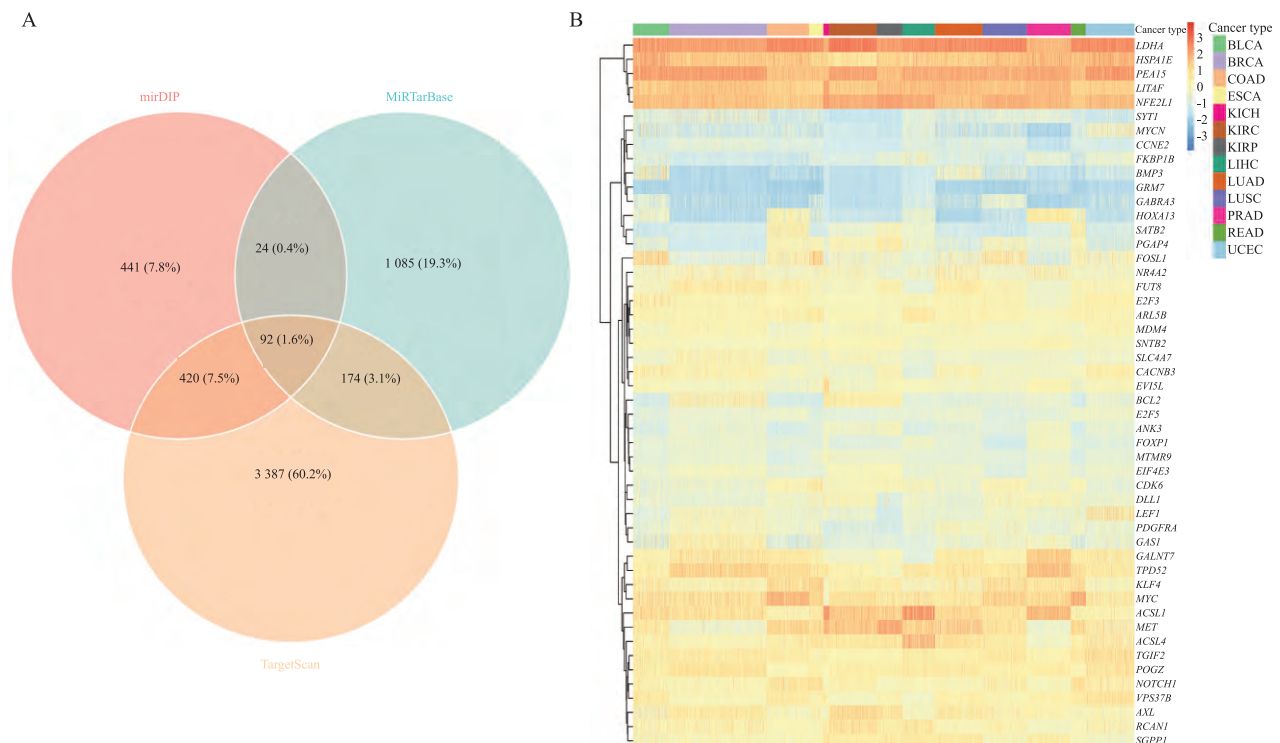 A
mirDIP
MiRTarBase
441 (7.8%)
24 (0.4%)
1 085 (19.3%)
92 (1.6%)
420 (7.5%)
174 (3.1%)
3 387 (60.2%)
TargetScan
B
Cancer type
LDHA
HSPA1E
PEA15
LITAF
NFE2L1
SYT1
MYCN
CCNE2
FKBP1B
BMP3
GRM7
GABRA3
HOXA13
SATB2
PGAP4
FOSL1
NR4A2
FUT8
E2F3
ARL5B
MDM4
SNTB2
SLC4A7
CACNB3
EVI5L
BCL2
E2F5
ANK3
FOXP1
MTMR9
EIF4E3
CDK6
DLL1
LEF1
PDGFRA
GAS1
GALNT7
TPD52
KLF4
MYC
ACSL1
MET
ACSL4
TGIF2
POGZ
NOTCH1
VPS37B
AXL
RCAN1
SGPP1
3
2
1
0
-1
-2
-3
Cancer type
BLCA
BRCA
COAD
ESCA
KICH
KIRC
KIRP
LIHC
LUAD
LUSC
PRAD
READ
UCEC